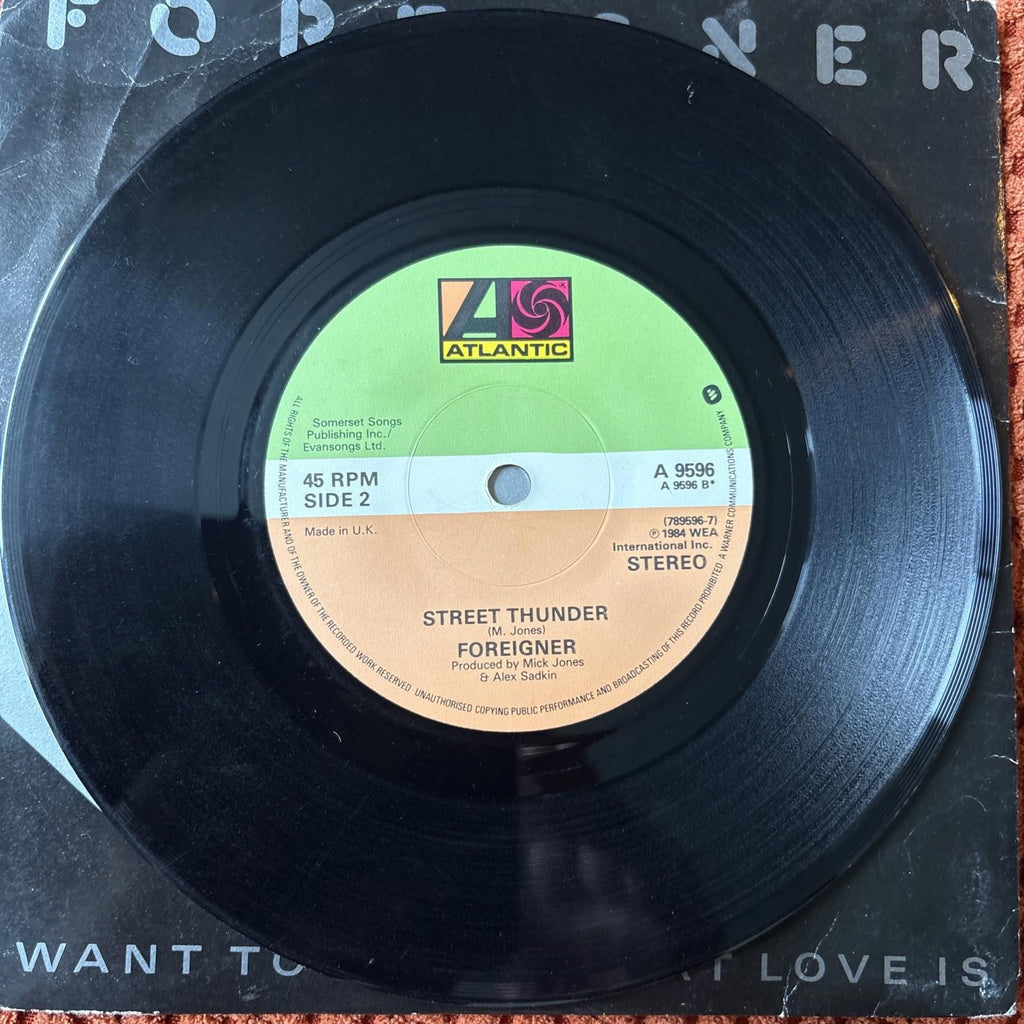 FOR NER
ATLANTIC
Somerset Songs
Publishing Inc./
Evansongs Ltd.
45 RPM
SIDE 2
Made in U.K.
A 9596
A 9596 B*
(789596-7)
℗ 1984 WEA
International Inc.
STEREO
STREET THUNDER
(M. Jones)
FOREIGNER
Produced by Mick Jones
& Alex Sadkin
ALL RIGHTS OF THE MANUFACTURER AND OF THE OWNER OF THE RECORDED WORK RESERVED UNAUTHORISED COPYING PUBLIC PERFORMANCE AND BROADCASTING OF THIS RECORD PROHIBITED A WARNER COMMUNICATIONS COMPANY
WANT TO LOVE IS